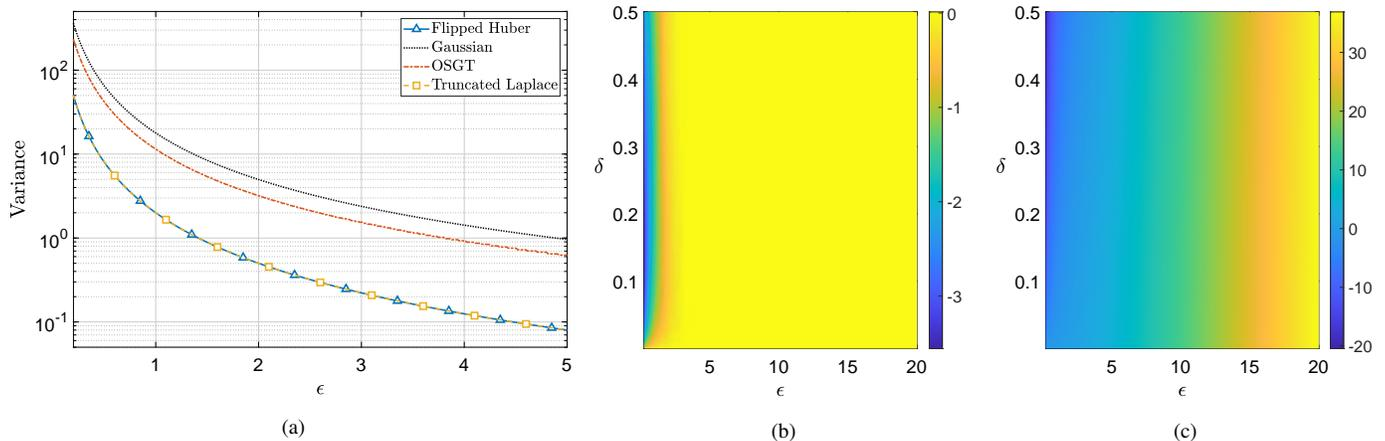 Flipped Huber
Gaussian
OSGT
Truncated Laplace
Variance
10^2
10^1
10^0
10^-1
1 2 3 4 5
ϵ
(a)
0.5
0.4
0.3
0.2
0.1
δ
5 10 15 20
ϵ
0
-1
-2
-3
(b)
0.5
0.4
0.3
0.2
0.1
δ
5 10 15 20
ϵ
30
20
10
0
-10
-20
(c)